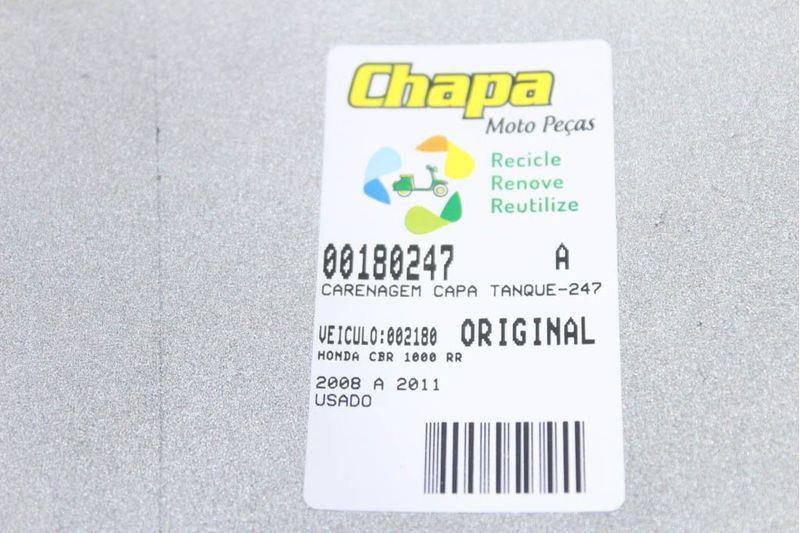 Chapa
Moto Peças
Recicle
Renove
Reutilize
00180247 A
CARENAGEM CAPA TANQUE-247
VEICULO:002180 ORIGINAL
HONDA CBR 1000 RR
2008 A 2011
USADO